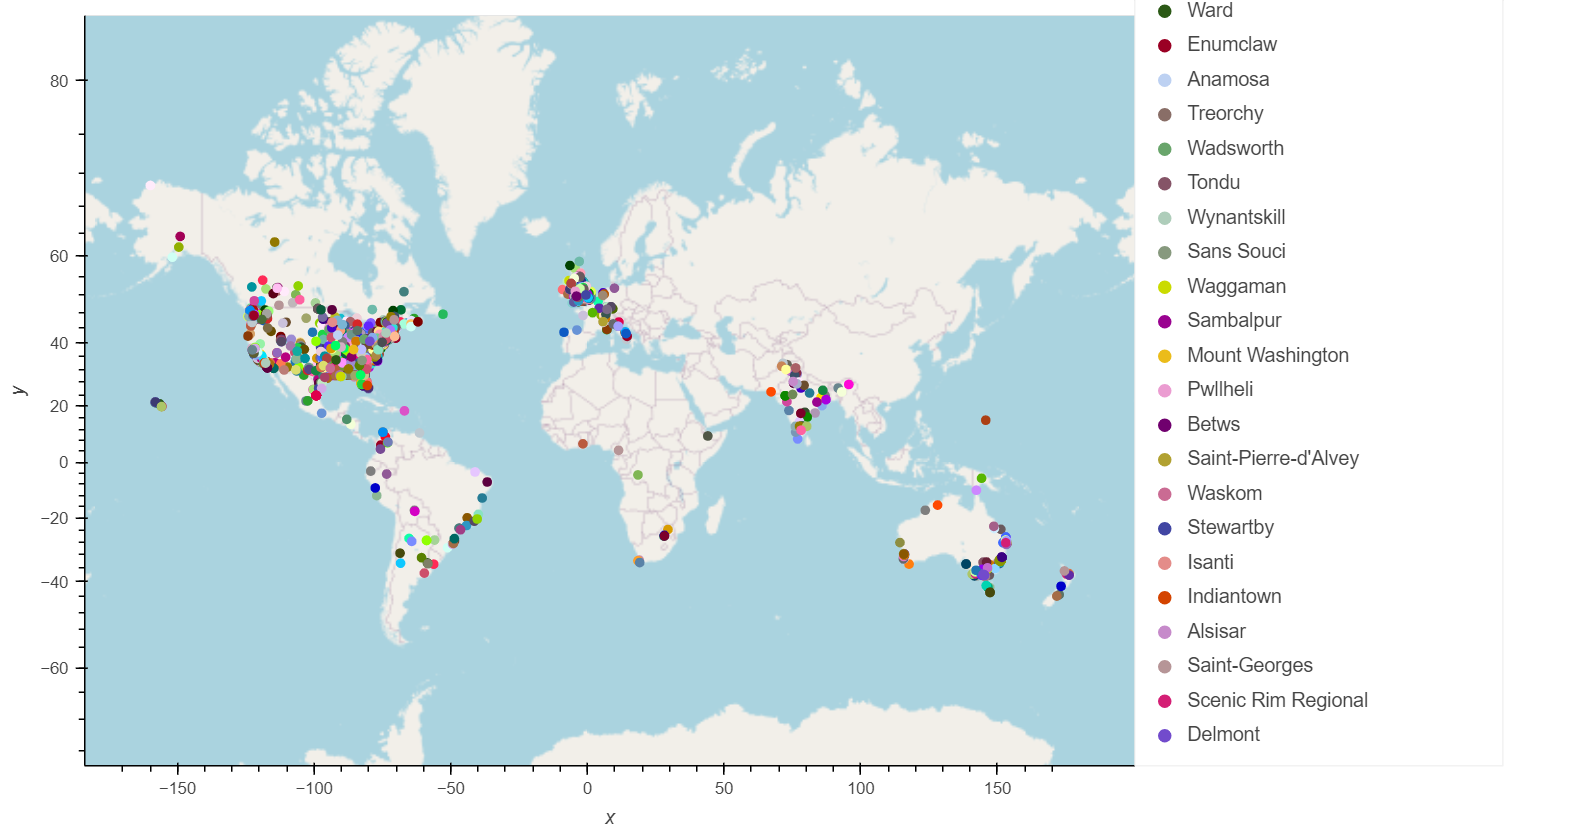 Ward
Enumclaw
Anamosa
Treorchy
Wadsworth
Tondu
Wynantskill
Sans Souci
Waggaman
Sambalpur
Mount Washington
Pwllheli
Betws
Saint-Pierre-d'Alvey
Waskom
Stewartby
Isanti
Indiantown
Alsisar
Saint-Georges
Scenic Rim Regional
Delmont
80
60
40
20
0
−20
−40
−60
y
−150 −100 −50 0 50 100 150
x